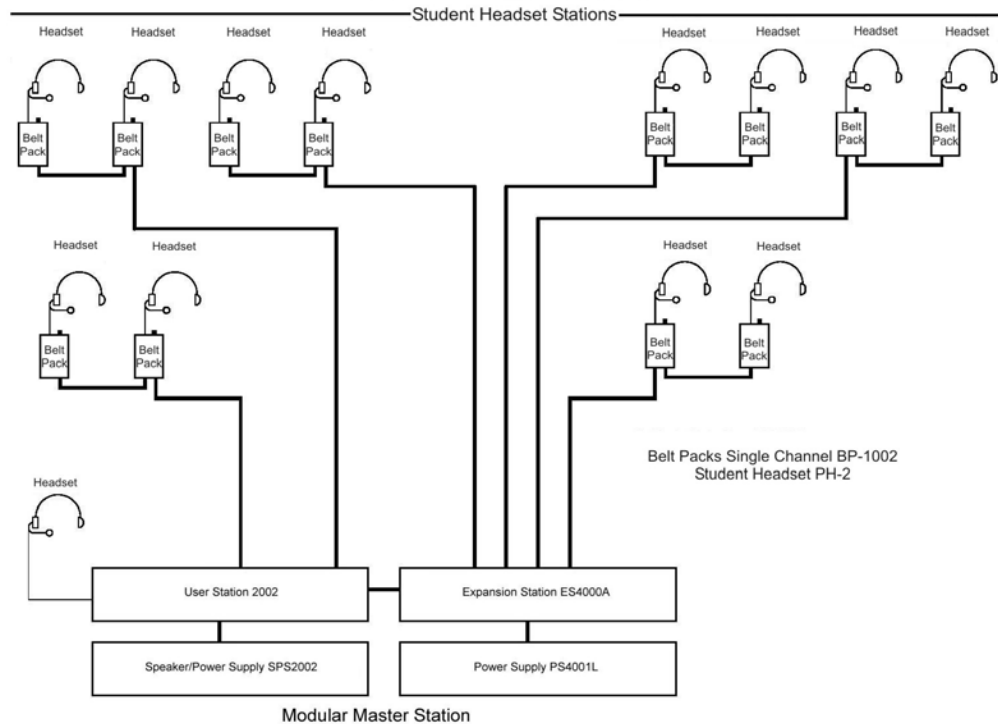 Student Headset Stations
Headset Headset Headset Headset Headset Headset Headset Headset
Belt Pack
Belt Pack
Belt Pack
Belt Pack
Belt Pack
Belt Pack
Belt Pack
Belt Pack
Headset Headset Headset Headset
Belt Pack
Belt Pack
Belt Pack
Belt Pack
Belt Packs Single Channel BP-1002
Student Headset PH-2
Headset
User Station 2002
Expansion Station ES4000A
Speaker/Power Supply SPS2002
Power Supply PS4001L
Modular Master Station